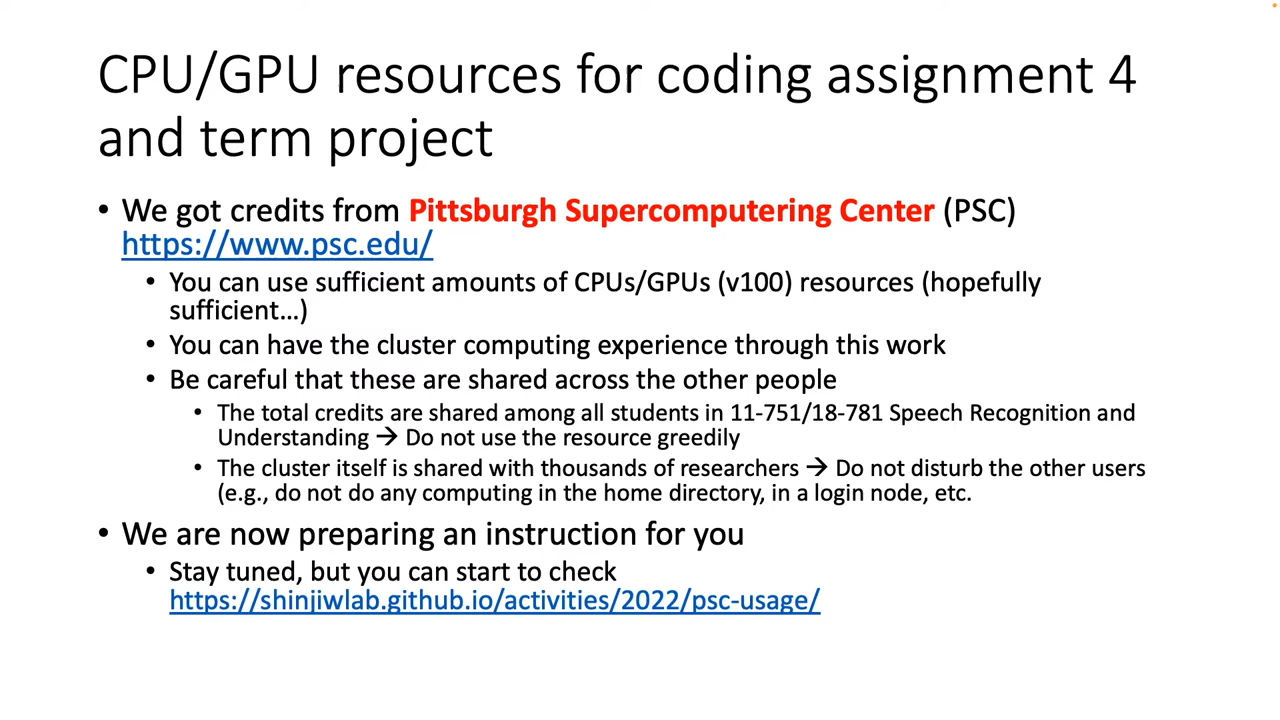 CPU/GPU resources for coding assignment 4
and term project
• We got credits from Pittsburgh Supercomputering Center (PSC)
https://www.psc.edu/
• You can use sufficient amounts of CPUs/GPUs (v100) resources (hopefully
sufficient…)
• You can have the cluster computing experience through this work
• Be careful that these are shared across the other people
• The total credits are shared among all students in 11-751/18-781 Speech Recognition and
Understanding → Do not use the resource greedily
• The cluster itself is shared with thousands of researchers → Do not disturb the other users
(e.g., do not do any computing in the home directory, in a login node, etc.
• We are now preparing an instruction for you
• Stay tuned, but you can start to check
https://shinjiwlab.github.io/activities/2022/psc-usage/